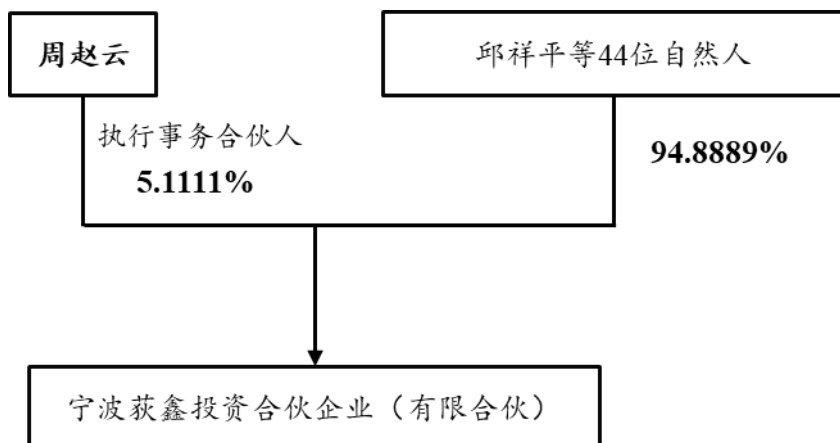 周赵云
邱祥平等44位自然人
执行事务合伙人
5.1111%
94.8889%
宁波荻鑫投资合伙企业（有限合伙）